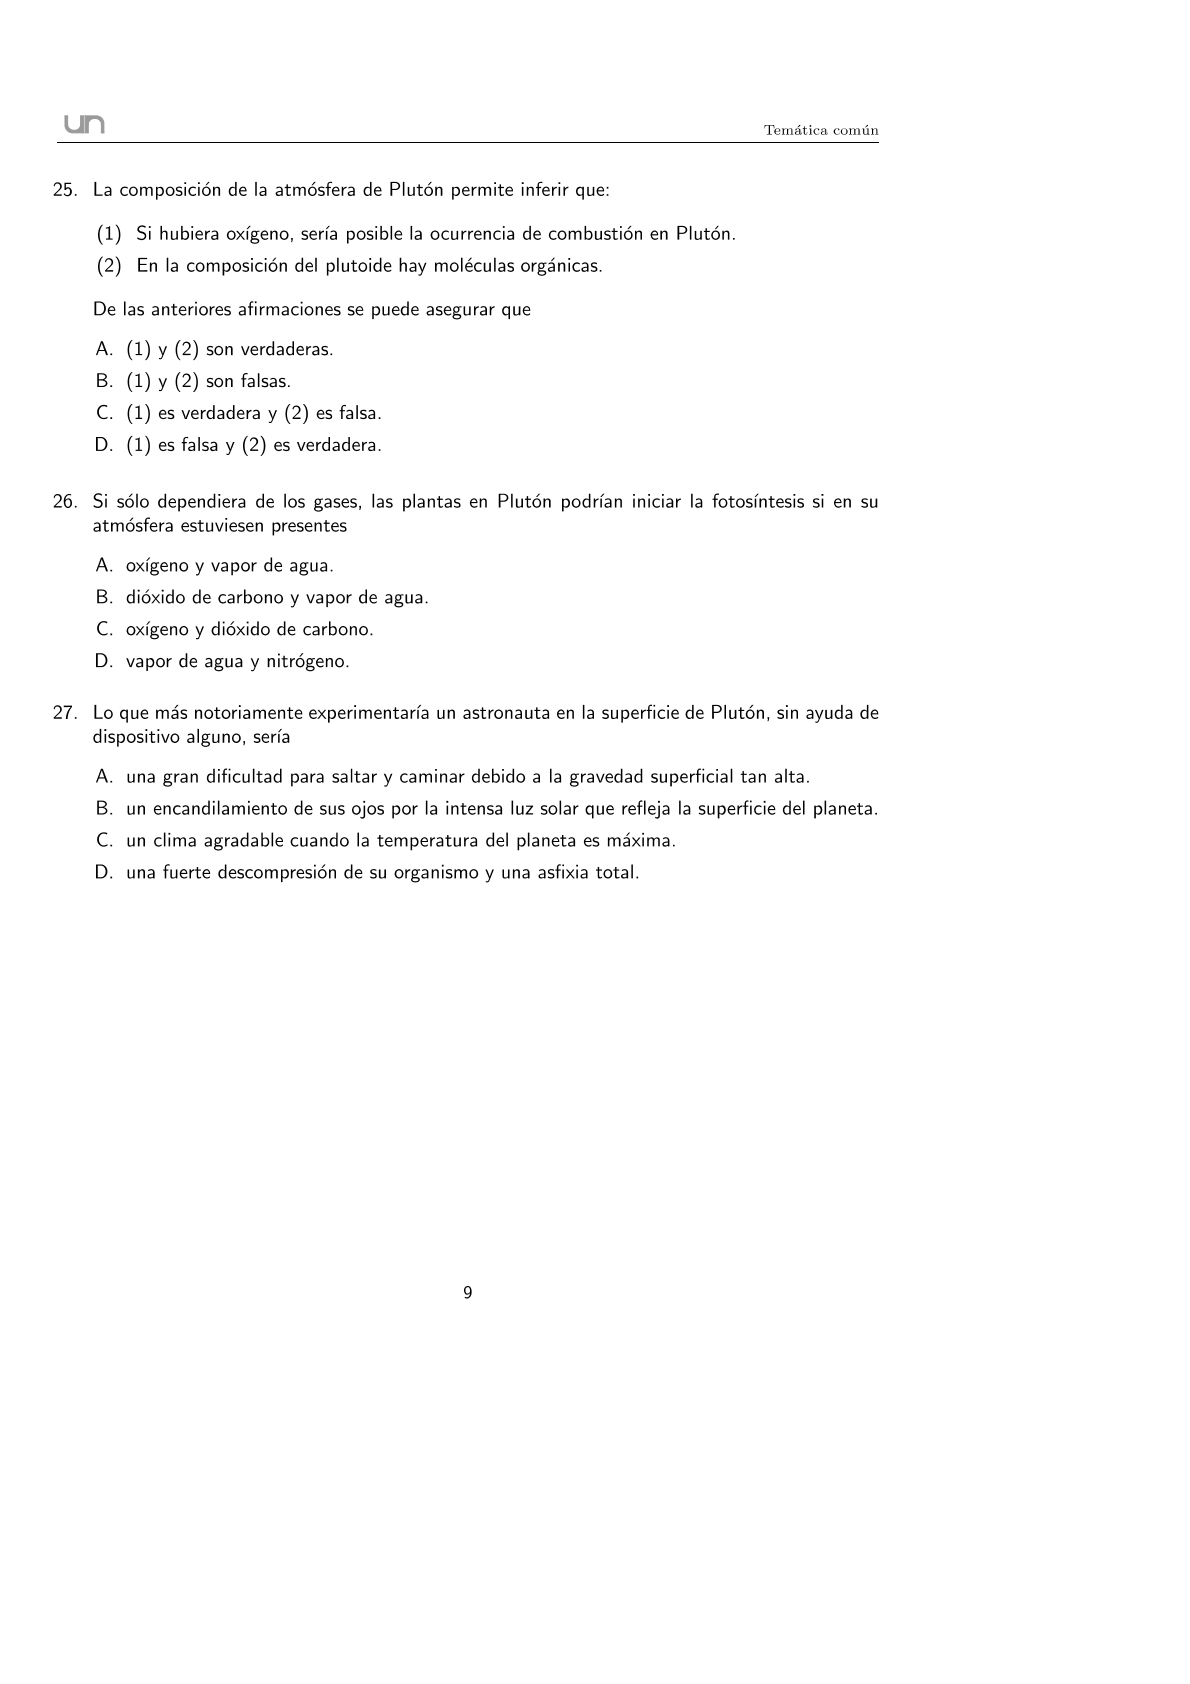 un
Temática común
25. La composición de la atmósfera de Plutón permite inferir que:
(1) Si hubiera oxígeno, sería posible la ocurrencia de combustión en Plutón.
(2) En la composición del plutoide hay moléculas orgánicas.
De las anteriores afirmaciones se puede asegurar que
A. (1) y (2) son verdaderas.
B. (1) y (2) son falsas.
C. (1) es verdadera y (2) es falsa.
D. (1) es falsa y (2) es verdadera.
26. Si sólo dependiera de los gases, las plantas en Plutón podrían iniciar la fotosíntesis si en su
atmósfera estuviesen presentes
A. oxígeno y vapor de agua.
B. dióxido de carbono y vapor de agua.
C. oxígeno y dióxido de carbono.
D. vapor de agua y nitrógeno.
27. Lo que más notoriamente experimentaría un astronauta en la superficie de Plutón, sin ayuda de
dispositivo alguno, sería
A. una gran dificultad para saltar y caminar debido a la gravedad superficial tan alta.
B. un encandilamiento de sus ojos por la intensa luz solar que refleja la superficie del planeta.
C. un clima agradable cuando la temperatura del planeta es máxima.
D. una fuerte descompresión de su organismo y una asfixia total.
9